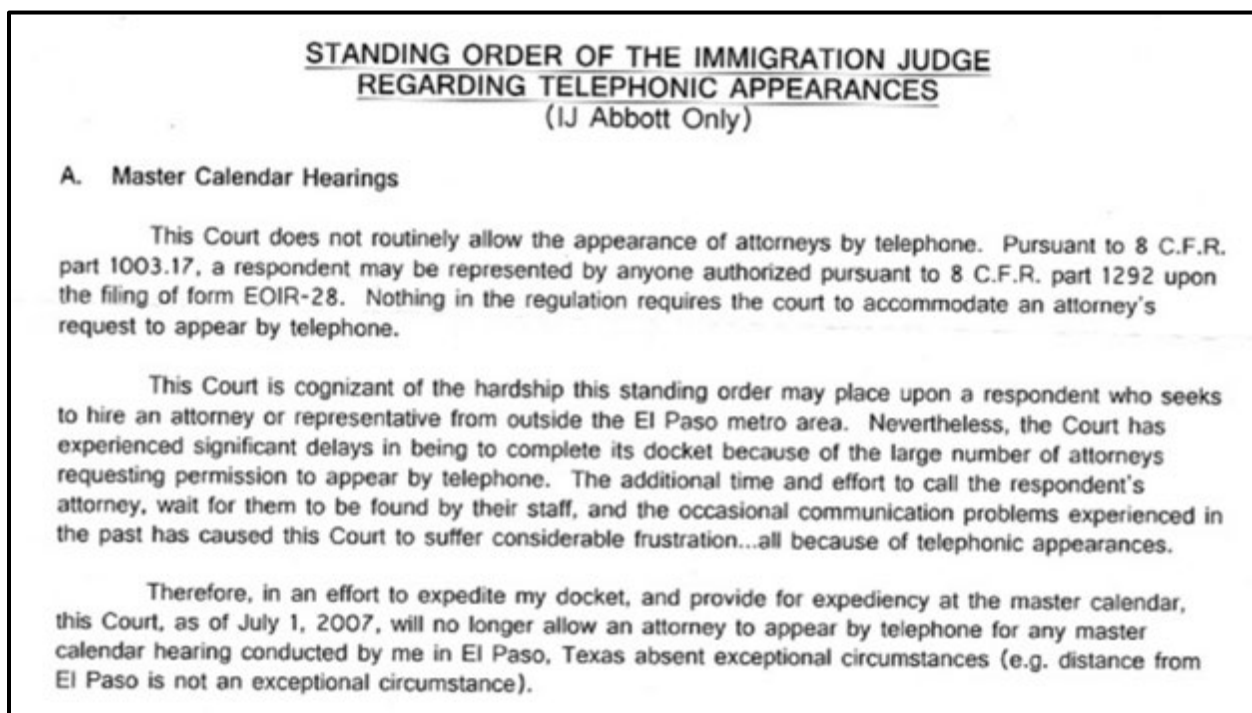 STANDING ORDER OF THE IMMIGRATION JUDGE
REGARDING TELEPHONIC APPEARANCES
(IJ Abbott Only)
A. Master Calendar Hearings
This Court does not routinely allow the appearance of attorneys by telephone. Pursuant to 8 C.F.R.
part 1003.17, a respondent may be represented by anyone authorized pursuant to 8 C.F.R. part 1292 upon
the filing of form EOIR-28. Nothing in the regulation requires the court to accommodate an attorney's
request to appear by telephone.
This Court is cognizant of the hardship this standing order may place upon a respondent who seeks
to hire an attorney or representative from outside the El Paso metro area. Nevertheless, the Court has
experienced significant delays in being to complete its docket because of the large number of attorneys
requesting permission to appear by telephone. The additional time and effort to call the respondent's
attorney, wait for them to be found by their staff, and the occasional communication problems experienced in
the past has caused this Court to suffer considerable frustration...all because of telephonic appearances.
Therefore, in an effort to expedite my docket, and provide for expediency at the master calendar,
this Court, as of July 1, 2007, will no longer allow an attorney to appear by telephone for any master
calendar hearing conducted by me in El Paso, Texas absent exceptional circumstances (e.g. distance from
El Paso is not an exceptional circumstance).